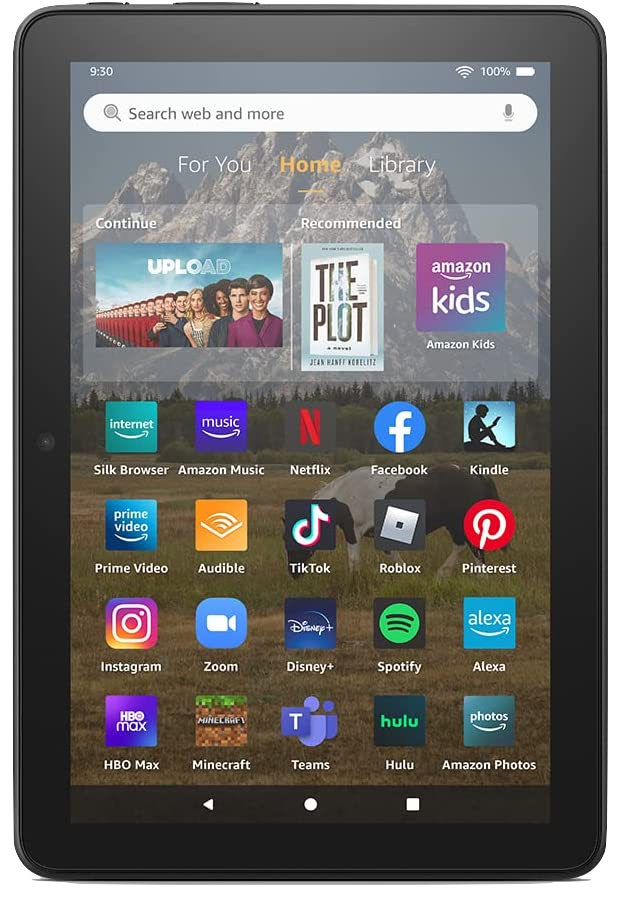 9:30 100%
Search web and more
For You Home Library
Continue Recommended
UPLOAD
THE
PLOT
a novel
JEAN HANFF KORELITZ
amazon
kids
Amazon Kids
internet music
Silk Browser Amazon Music Netflix Facebook Kindle
prime
video
Prime Video Audible TikTok Roblox Pinterest
Disney+ alexa
Instagram Zoom Disney+ Spotify Alexa
HBO
max MINECRAFT T hulu photos
HBO Max Minecraft Teams Hulu Amazon Photos